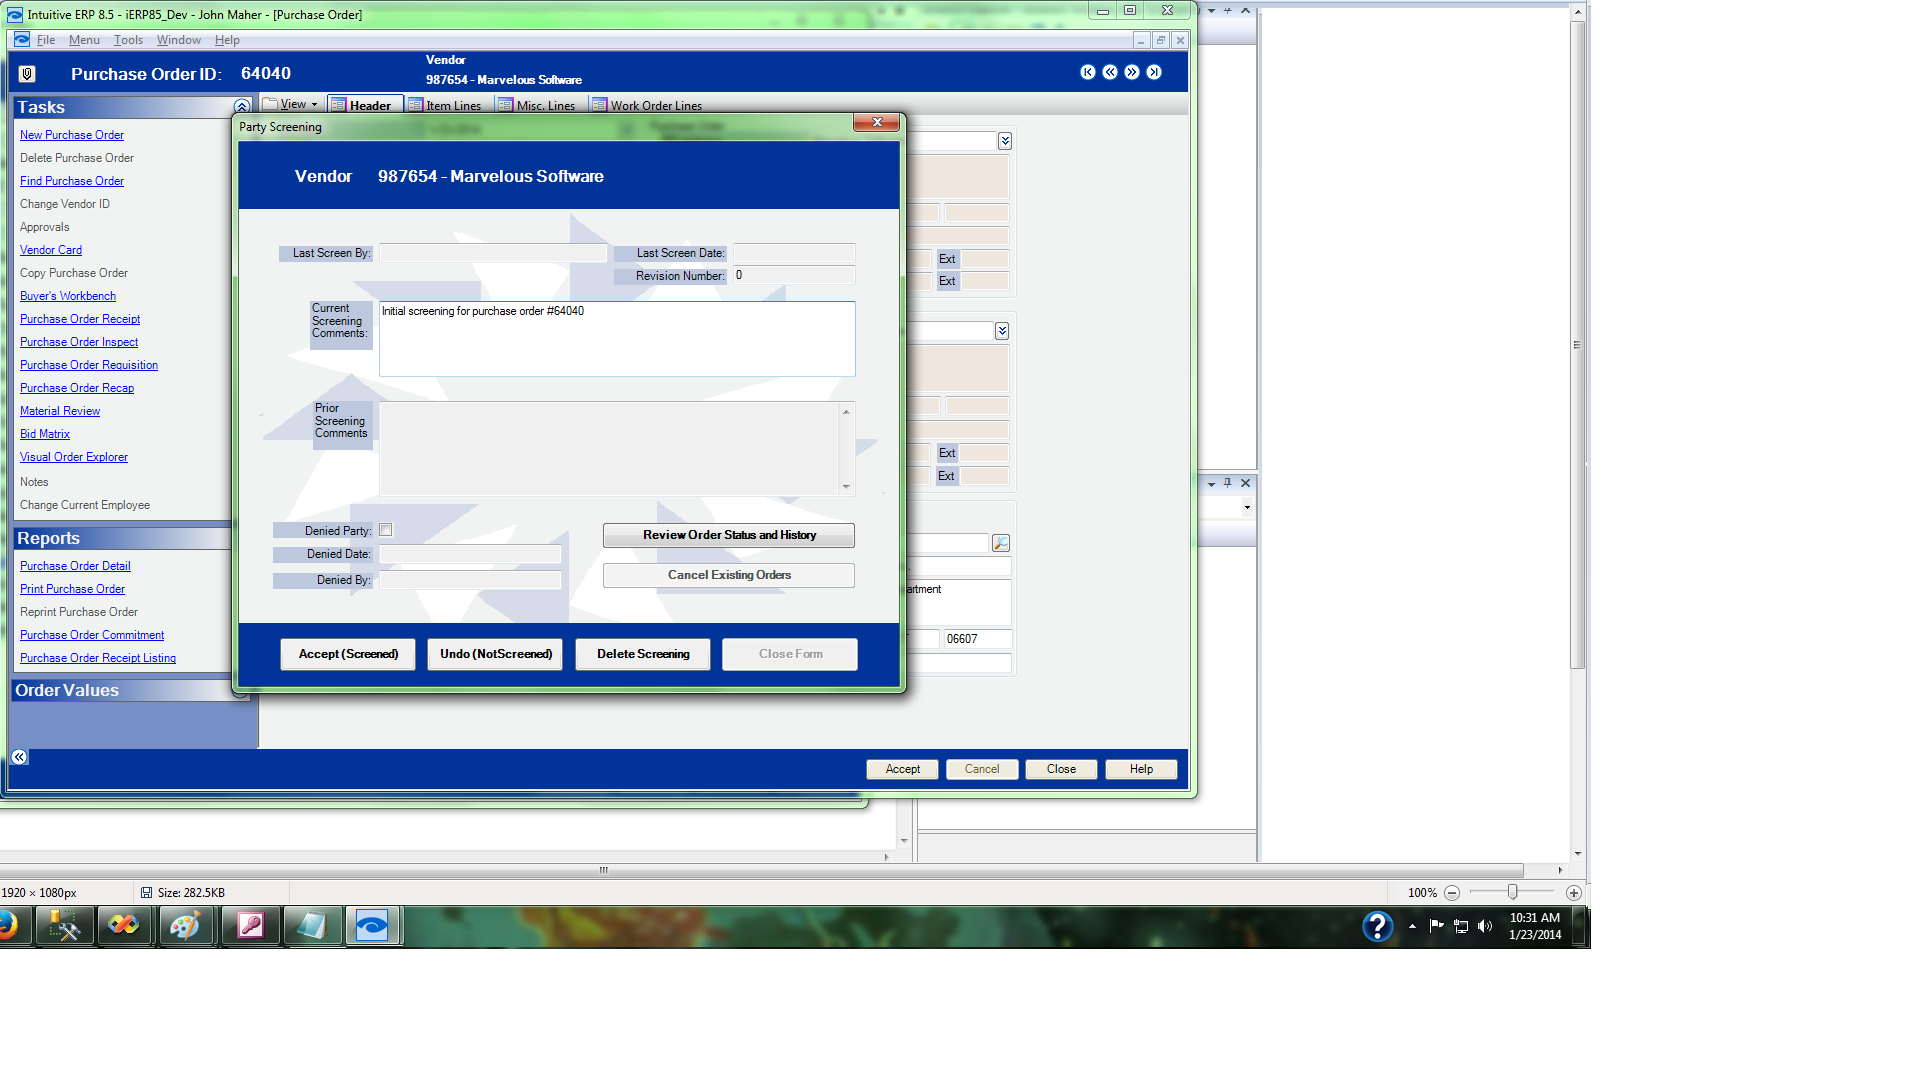 Intuitive ERP 8.5 - iERP85_Dev - John Maher - [Purchase Order]
File Menu Tools Window Help
Purchase Order ID: 64040
Vendor
987654 - Marvelous Software
Tasks
View Header Item Lines Misc. Lines Work Order Lines
New Purchase Order
Delete Purchase Order
Find Purchase Order
Change Vendor ID
Approvals
Vendor Card
Copy Purchase Order
Buyer's Workbench
Purchase Order Receipt
Purchase Order Inspect
Purchase Order Requisition
Purchase Order Recap
Material Review
Bid Matrix
Visual Order Explorer
Notes
Change Current Employee
Reports
Purchase Order Detail
Print Purchase Order
Reprint Purchase Order
Purchase Order Commitment
Purchase Order Receipt Listing
Order Values
Party Screening
Vendor 987654 - Marvelous Software
Last Screen By:
Last Screen Date:
Revision Number: 0
Current Screening Comments:
Initial screening for purchase order #64040
Prior Screening Comments
Denied Party:
Denied Date:
Denied By:
Review Order Status and History
Cancel Existing Orders
Accept (Screened) Undo (NotScreened) Delete Screening Close Form
Ext
Ext
Ext
Ext
artment
06607
Accept Cancel Close Help
1920 × 1080px Size: 282.5KB 100%
10:31 AM
1/23/2014